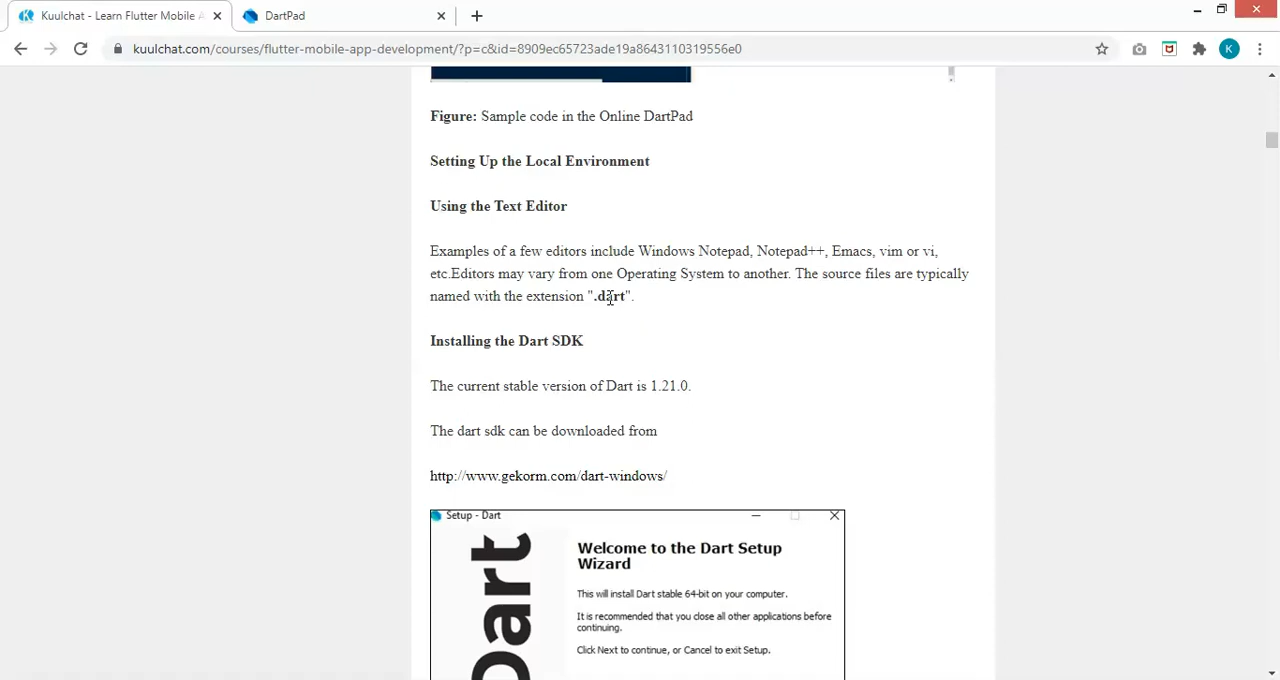 Kuulchat - Learn Flutter Mobile A
DartPad
kuulchat.com/courses/flutter-mobile-app-development/?p=c&id=8909ec65723ade19a8643110319556e0
K
Figure: Sample code in the Online DartPad
Setting Up the Local Environment
Using the Text Editor
Examples of a few editors include Windows Notepad, Notepad++, Emacs, vim or vi,
etc.Editors may vary from one Operating System to another. The source files are typically
named with the extension ".dart".
Installing the Dart SDK
The current stable version of Dart is 1.21.0.
The dart sdk can be downloaded from
http://www.gekorm.com/dart-windows/
Setup - Dart
Dart
Welcome to the Dart Setup
Wizard
This will install Dart stable 64-bit on your computer.
It is recommended that you close all other applications before
continuing.
Click Next to continue, or Cancel to exit Setup.